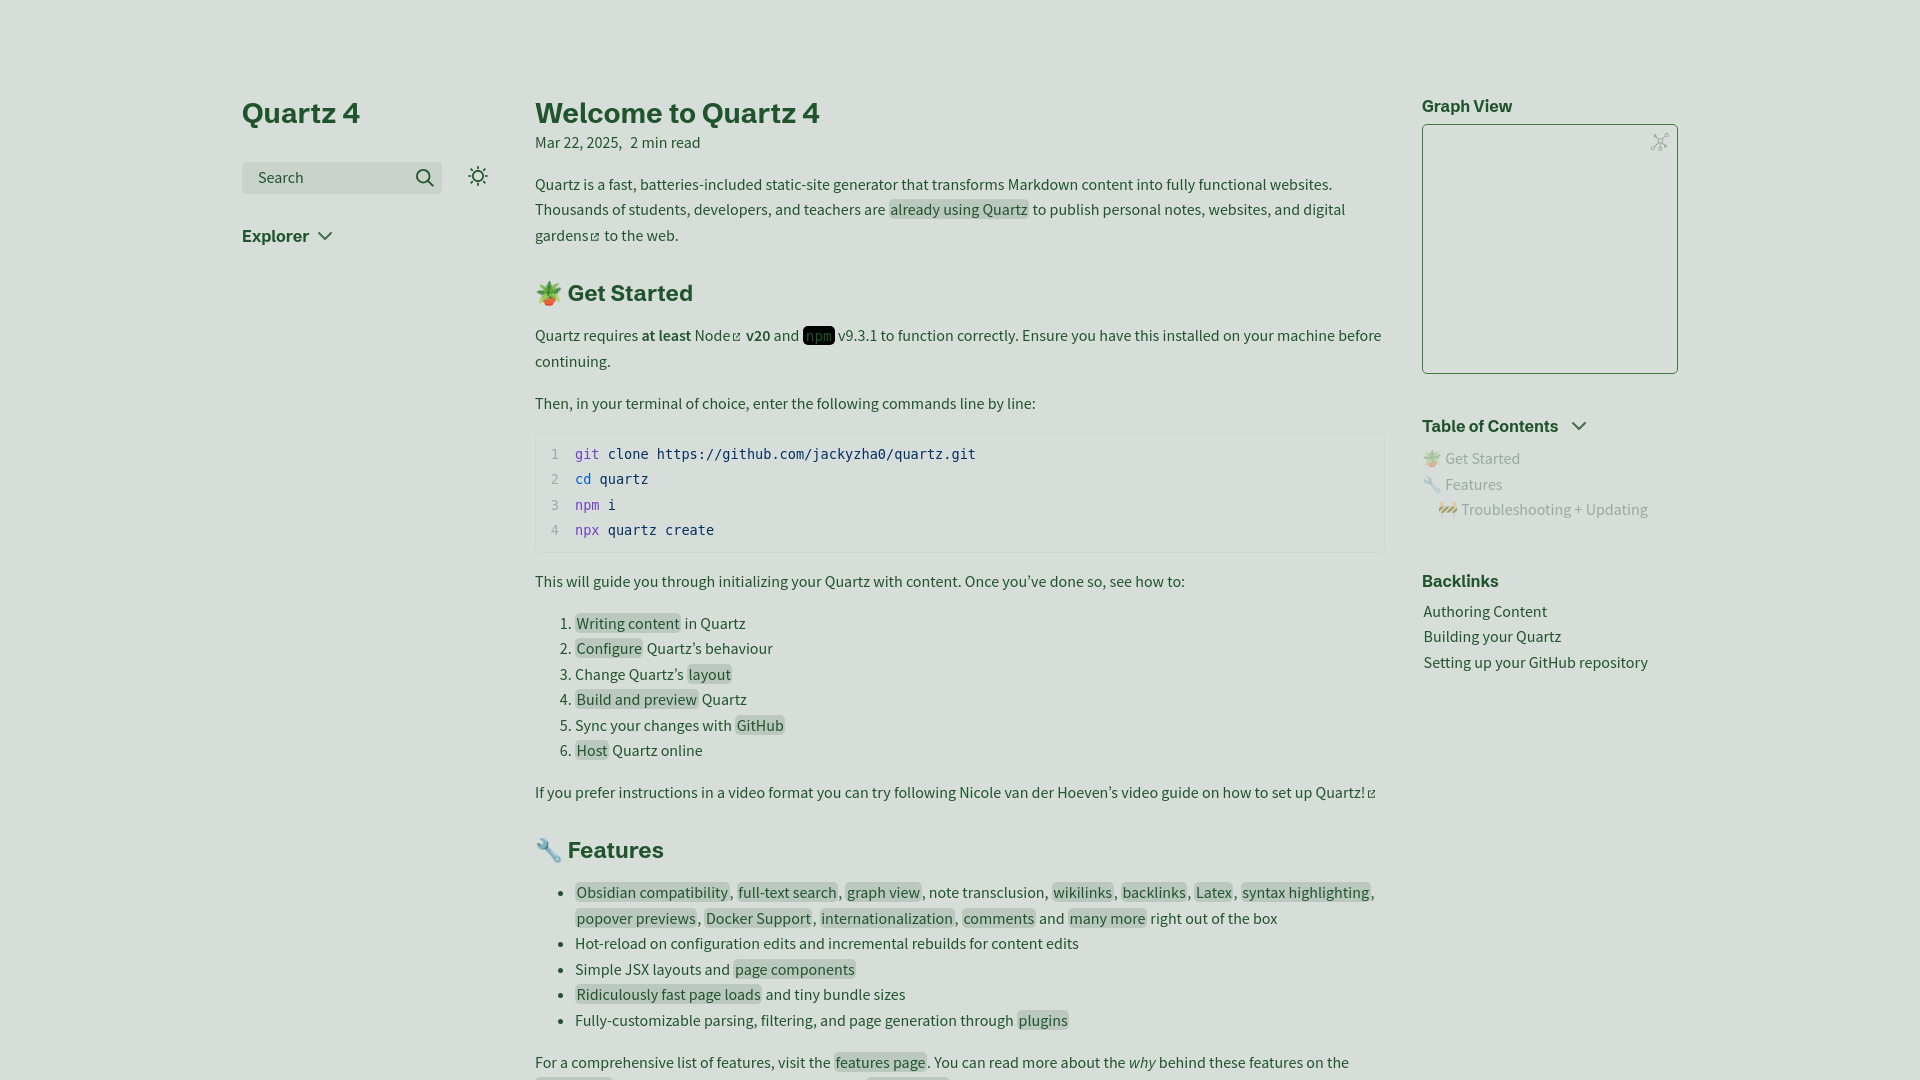 Quartz 4
Search
Explorer
Welcome to Quartz 4
Mar 22, 2025, 2 min read
Quartz is a fast, batteries-included static-site generator that transforms Markdown content into fully functional websites.
Thousands of students, developers, and teachers are already using Quartz to publish personal notes, websites, and digital
gardens to the web.
🪴 Get Started
Quartz requires at least Node v20 and npm v9.3.1 to function correctly. Ensure you have this installed on your machine before
continuing.
Then, in your terminal of choice, enter the following commands line by line:
1 git clone https://github.com/jackyzha0/quartz.git
2 cd quartz
3 npm i
4 npx quartz create
This will guide you through initializing your Quartz with content. Once you’ve done so, see how to:
1. Writing content in Quartz
2. Configure Quartz’s behaviour
3. Change Quartz’s layout
4. Build and preview Quartz
5. Sync your changes with GitHub
6. Host Quartz online
If you prefer instructions in a video format you can try following Nicole van der Hoeven’s video guide on how to set up Quartz!
🔧 Features
• Obsidian compatibility, full-text search, graph view, note transclusion, wikilinks, backlinks, Latex, syntax highlighting,
popover previews, Docker Support, internationalization, comments and many more right out of the box
• Hot-reload on configuration edits and incremental rebuilds for content edits
• Simple JSX layouts and page components
• Ridiculously fast page loads and tiny bundle sizes
• Fully-customizable parsing, filtering, and page generation through plugins
For a comprehensive list of features, visit the features page. You can read more about the why behind these features on the
Graph View
Table of Contents
🪴 Get Started
🔧 Features
🚧 Troubleshooting + Updating
Backlinks
Authoring Content
Building your Quartz
Setting up your GitHub repository